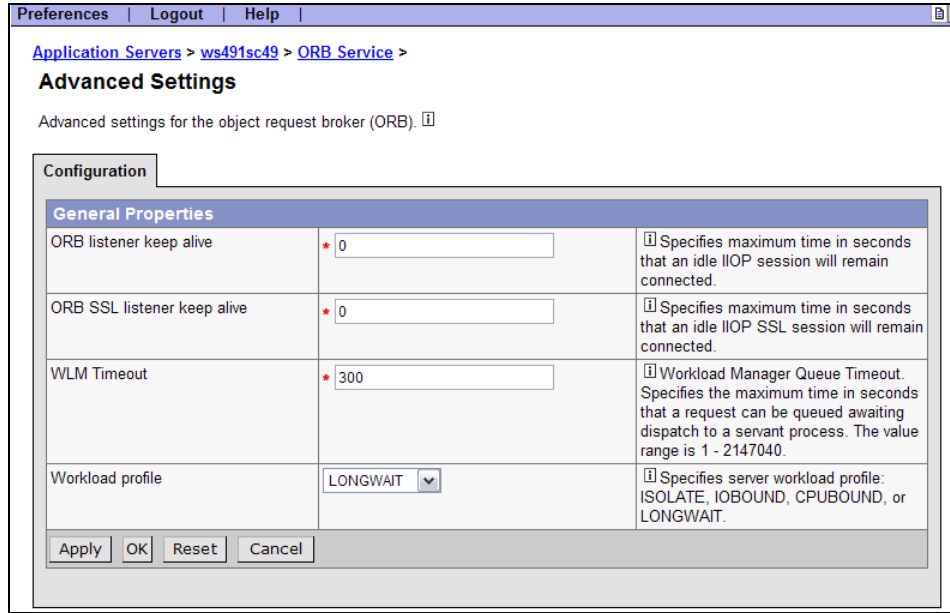 Preferences | Logout | Help |
Application Servers > ws491sc49 > ORB Service >
Advanced Settings
Advanced settings for the object request broker (ORB). i
Configuration
General Properties
ORB listener keep alive
* 0
i Specifies maximum time in seconds
that an idle IIOP session will remain
connected.
ORB SSL listener keep alive
* 0
i Specifies maximum time in seconds
that an idle IIOP SSL session will remain
connected.
WLM Timeout
* 300
i Workload Manager Queue Timeout.
Specifies the maximum time in seconds
that a request can be queued awaiting
dispatch to a servant process. The value
range is 1 - 2147040.
Workload profile
LONGWAIT
i Specifies server workload profile:
ISOLATE, IOBOUND, CPUBOUND, or
LONGWAIT.
Apply OK Reset Cancel